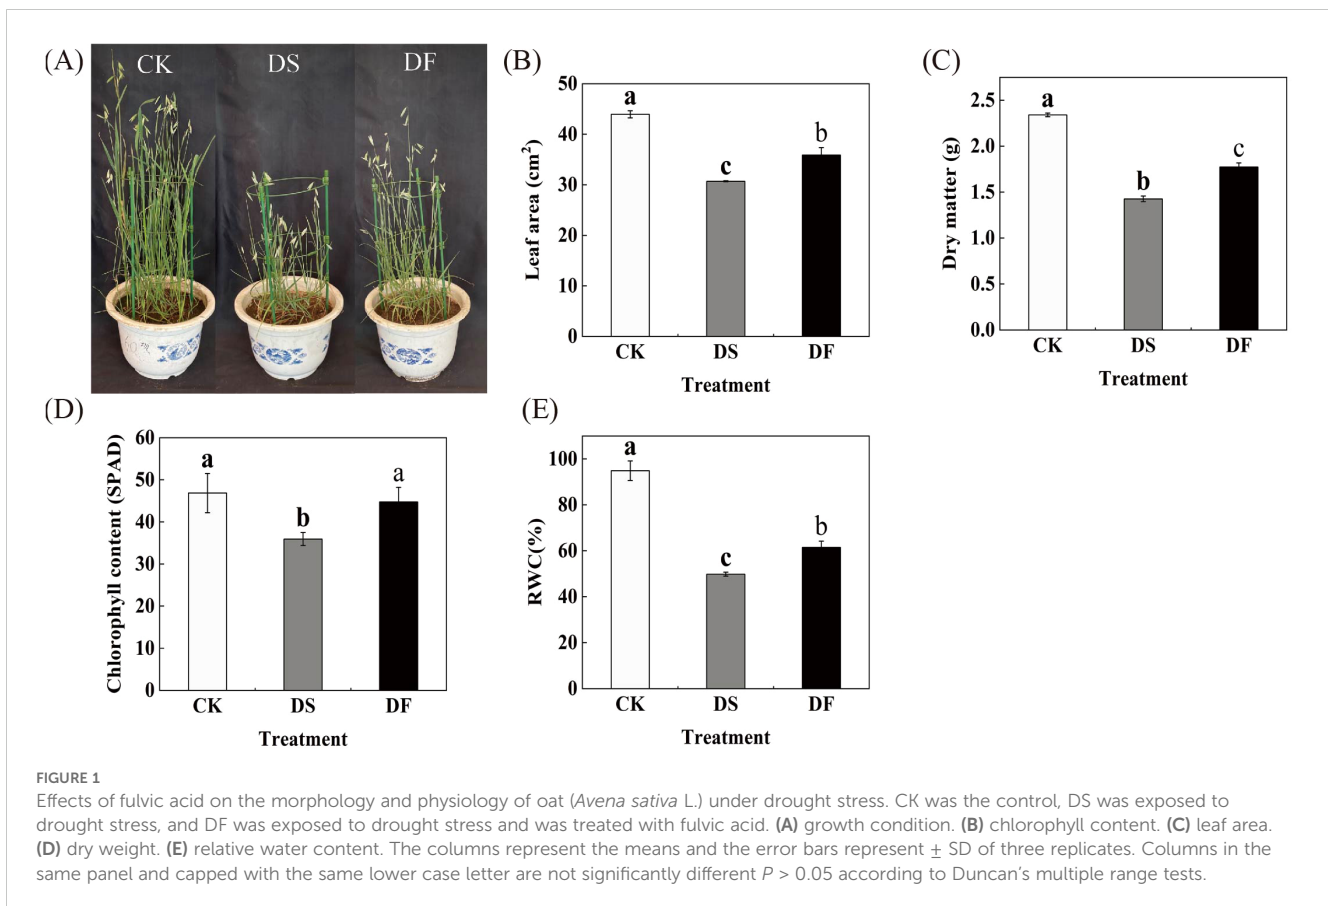 (A)
CK DS DF
(B)
50
40
30
20
10
0
Leaf area (cm²)
a
c
b
CK DS DF
Treatment
(C)
2.5
2.0
1.5
1.0
0.5
0.0
Dry matter (g)
a
b
c
CK DS DF
Treatment
(D)
60
50
40
30
20
10
0
Chlorophyll content (SPAD)
a
b
a
CK DS DF
Treatment
(E)
100
80
60
40
20
0
RWC(%)
a
c
b
CK DS DF
Treatment
FIGURE 1
Effects of fulvic acid on the morphology and physiology of oat (Avena sativa L.) under drought stress. CK was the control, DS was exposed to
drought stress, and DF was exposed to drought stress and was treated with fulvic acid. (A) growth condition. (B) chlorophyll content. (C) leaf area.
(D) dry weight. (E) relative water content. The columns represent the means and the error bars represent ± SD of three replicates. Columns in the
same panel and capped with the same lower case letter are not significantly different P > 0.05 according to Duncan's multiple range tests.